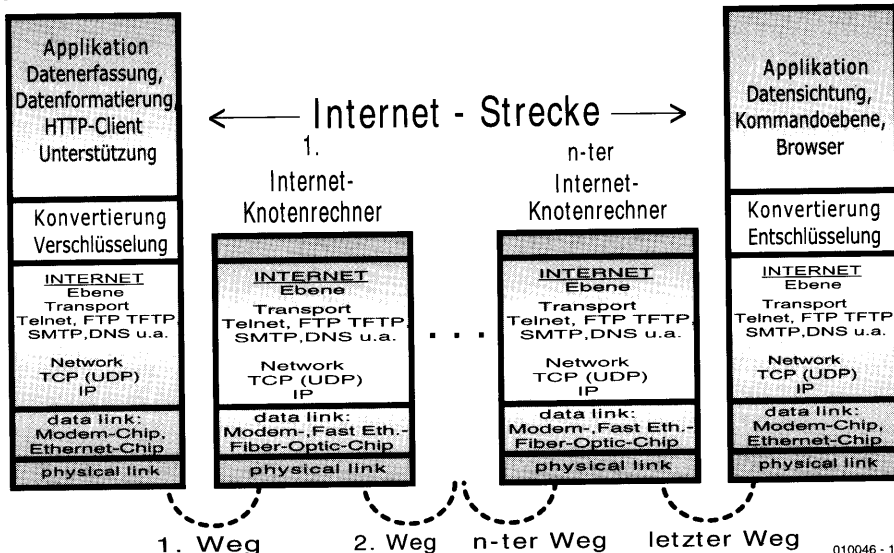 Applikation
Datenerfassung,
Datenformatierung,
HTTP-Client
Unterstützung
Konvertierung
Verschlüsselung
INTERNET
Ebene
Transport
Telnet, FTP TFTP
SMTP,DNS u.a.
Network
TCP (UDP)
IP
data link:
Modem-Chip,
Ethernet-Chip
physical link
Internet - Strecke
1.
Internet-
Knotenrechner
INTERNET
Ebene
Transport
Telnet, FTP TFTP,
SMTP,DNS u.a.
Network
TCP (UDP)
IP
data link:
Modem-,Fast Eth.-
Fiber-Optic-Chip
physical link
. . .
n-ter
Internet-
Knotenrechner
INTERNET
Ebene
Transport
Telnet, FTP TFTP,
SMTP,DNS u.a.
Network
TCP (UDP)
IP
data link:
Modem-,Fast Eth.-
Fiber-Optic-Chip
physical link
Applikation
Datensichtung,
Kommandoebene,
Browser
Konvertierung
Entschlüsselung
INTERNET
Ebene
Transport
Telnet, FTP TFTP
SMTP,DNS u.a.
Network
TCP (UDP)
IP
data link:
Modem-Chip,
Ethernet-Chip
physical link
1. Weg
2. Weg
n-ter Weg
letzter Weg